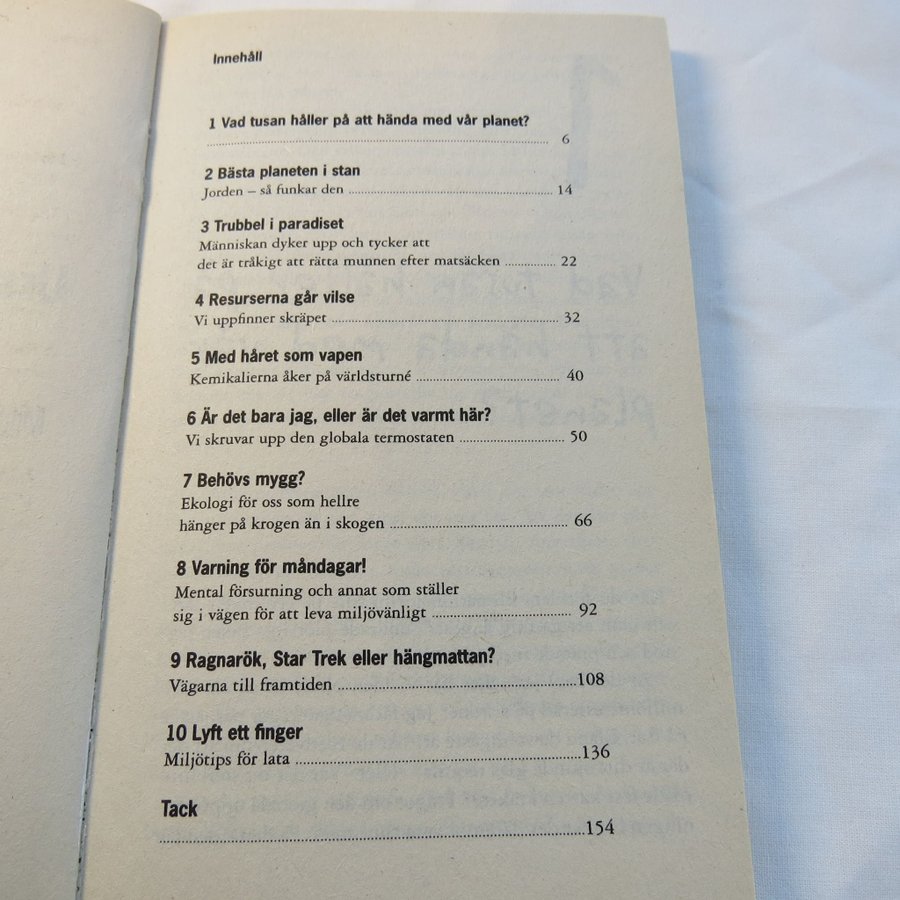 Innehåll
1 Vad tusan håller på att hända med vår planet?
........................................ 6
2 Bästa planeten i stan
Jorden – så funkar den ........................................ 14
3 Trubbel i paradiset
Människan dyker upp och tycker att
det är tråkigt att rätta munnen efter matsäcken .................... 22
4 Resurserna går vilse
Vi uppfinner skräpet ........................................ 32
5 Med håret som vapen
Kemikalierna åker på världsturné ........................................ 40
6 Är det bara jag, eller är det varmt här?
Vi skruvar upp den globala termostaten .............................. 50
7 Behövs mygg?
Ekologi för oss som hellre
hänger på krogen än i skogen ........................................ 66
8 Varning för måndagar!
Mental försurning och annat som ställer
sig i vägen för att leva miljövänligt .............................. 92
9 Ragnarök, Star Trek eller hängmattan?
Vägarna till framtiden ........................................108
10 Lyft ett finger
Miljötips för lata ........................................136
Tack
........................................154